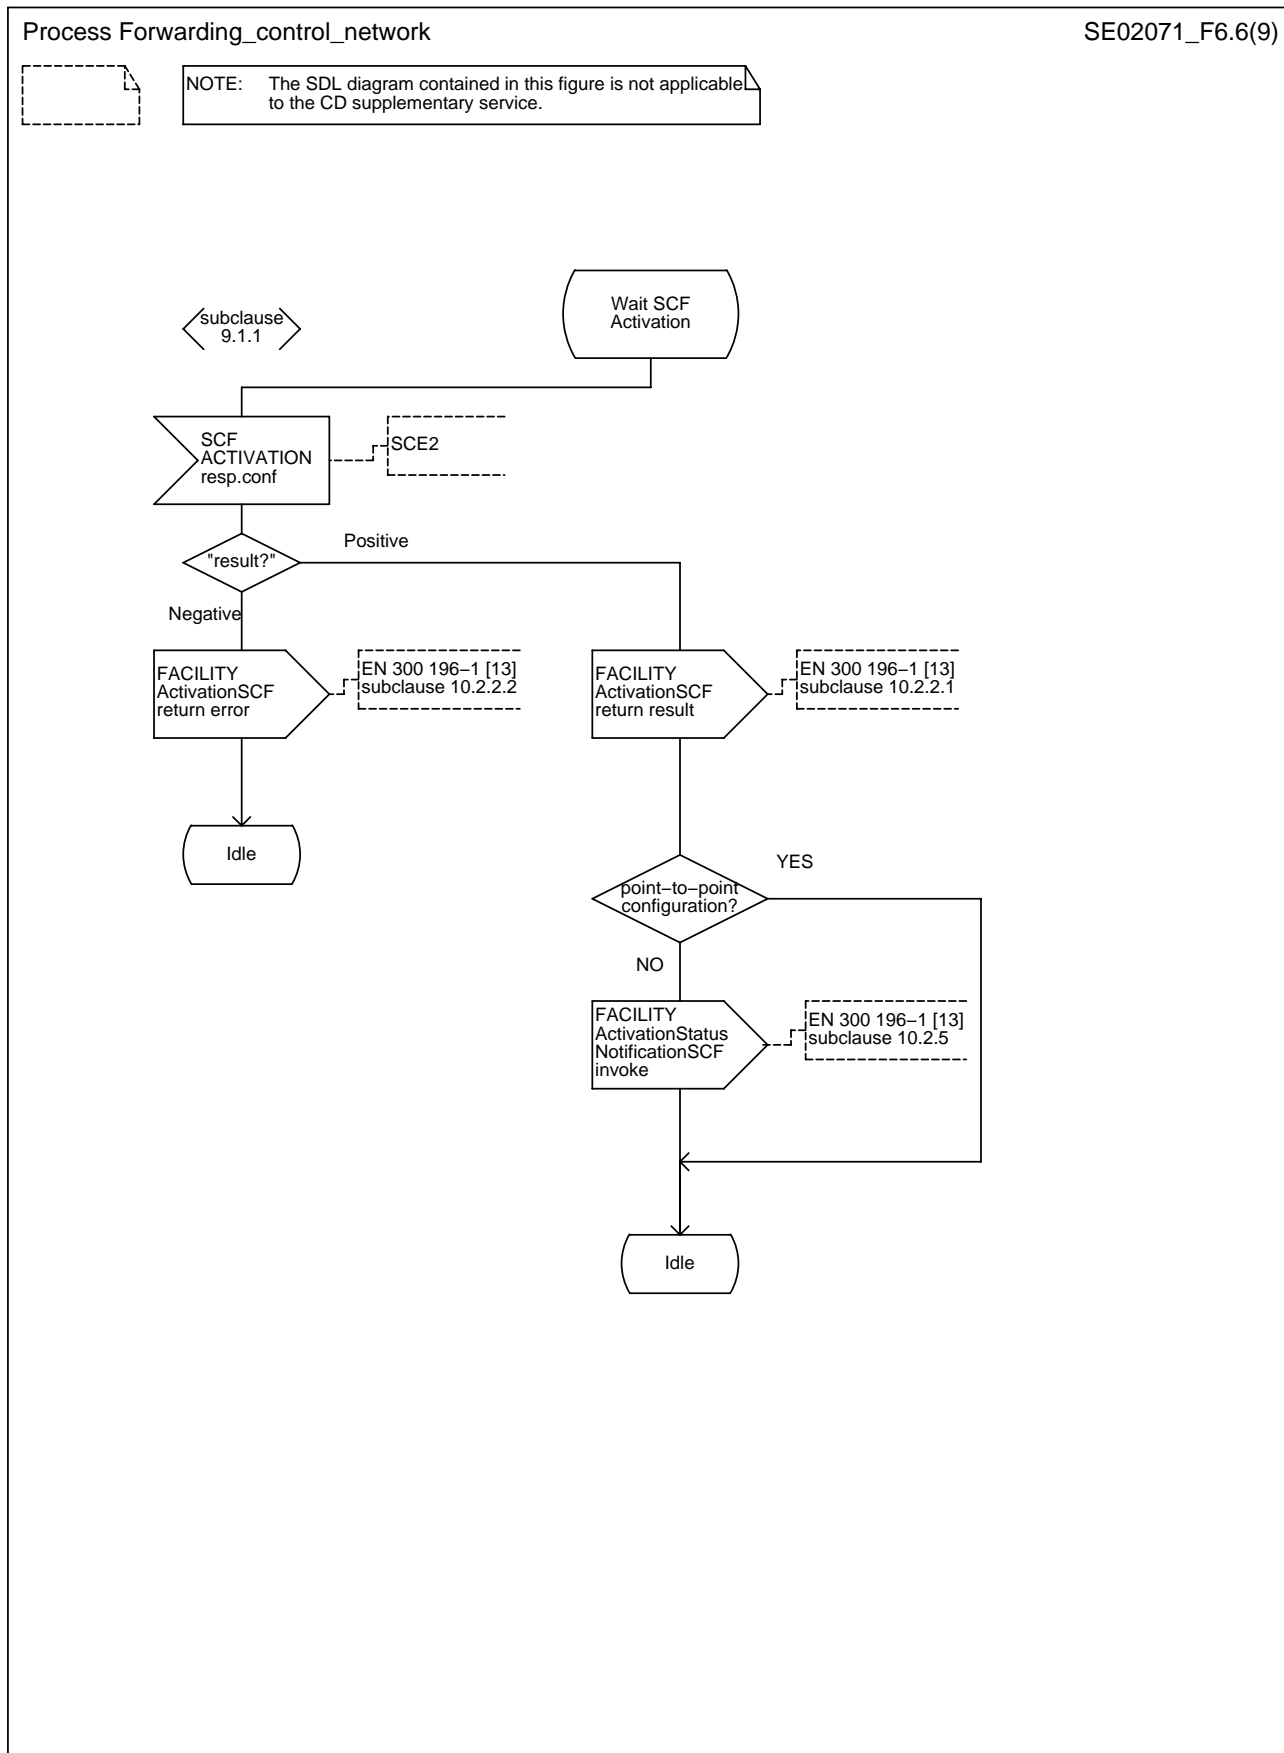 Process Forwarding_control_network
SE02071_F6.6(9)
NOTE: The SDL diagram contained in this figure is not applicable
to the CD supplementary service.
Wait SCF
Activation
subclause
9.1.1
SCF
ACTIVATION
resp.conf
SCE2
"result?"
Positive
Negative
FACILITY
ActivationSCF
return error
EN 300 196−1 [13]
subclause 10.2.2.2
FACILITY
ActivationSCF
return result
EN 300 196−1 [13]
subclause 10.2.2.1
Idle
point−to−point
configuration?
YES
NO
FACILITY
ActivationStatus
NotificationSCF
invoke
EN 300 196−1 [13]
subclause 10.2.5
Idle